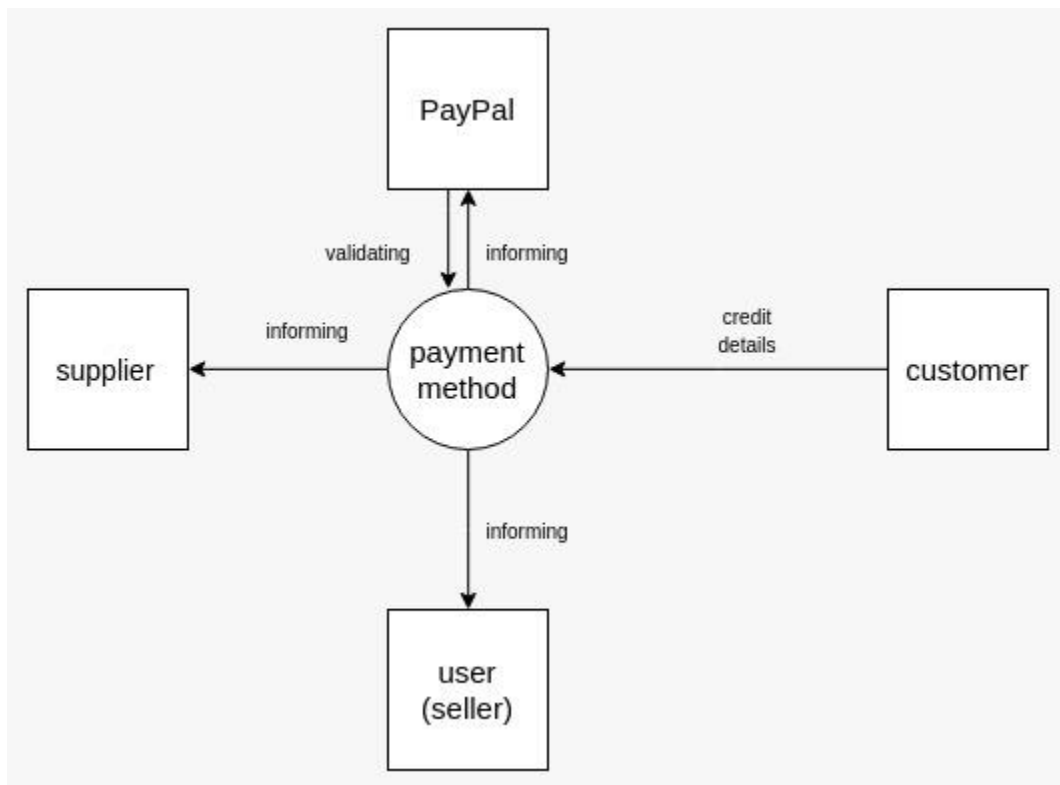 PayPal
validating
informing
informing
credit
details
supplier
payment
method
customer
informing
user
(seller)